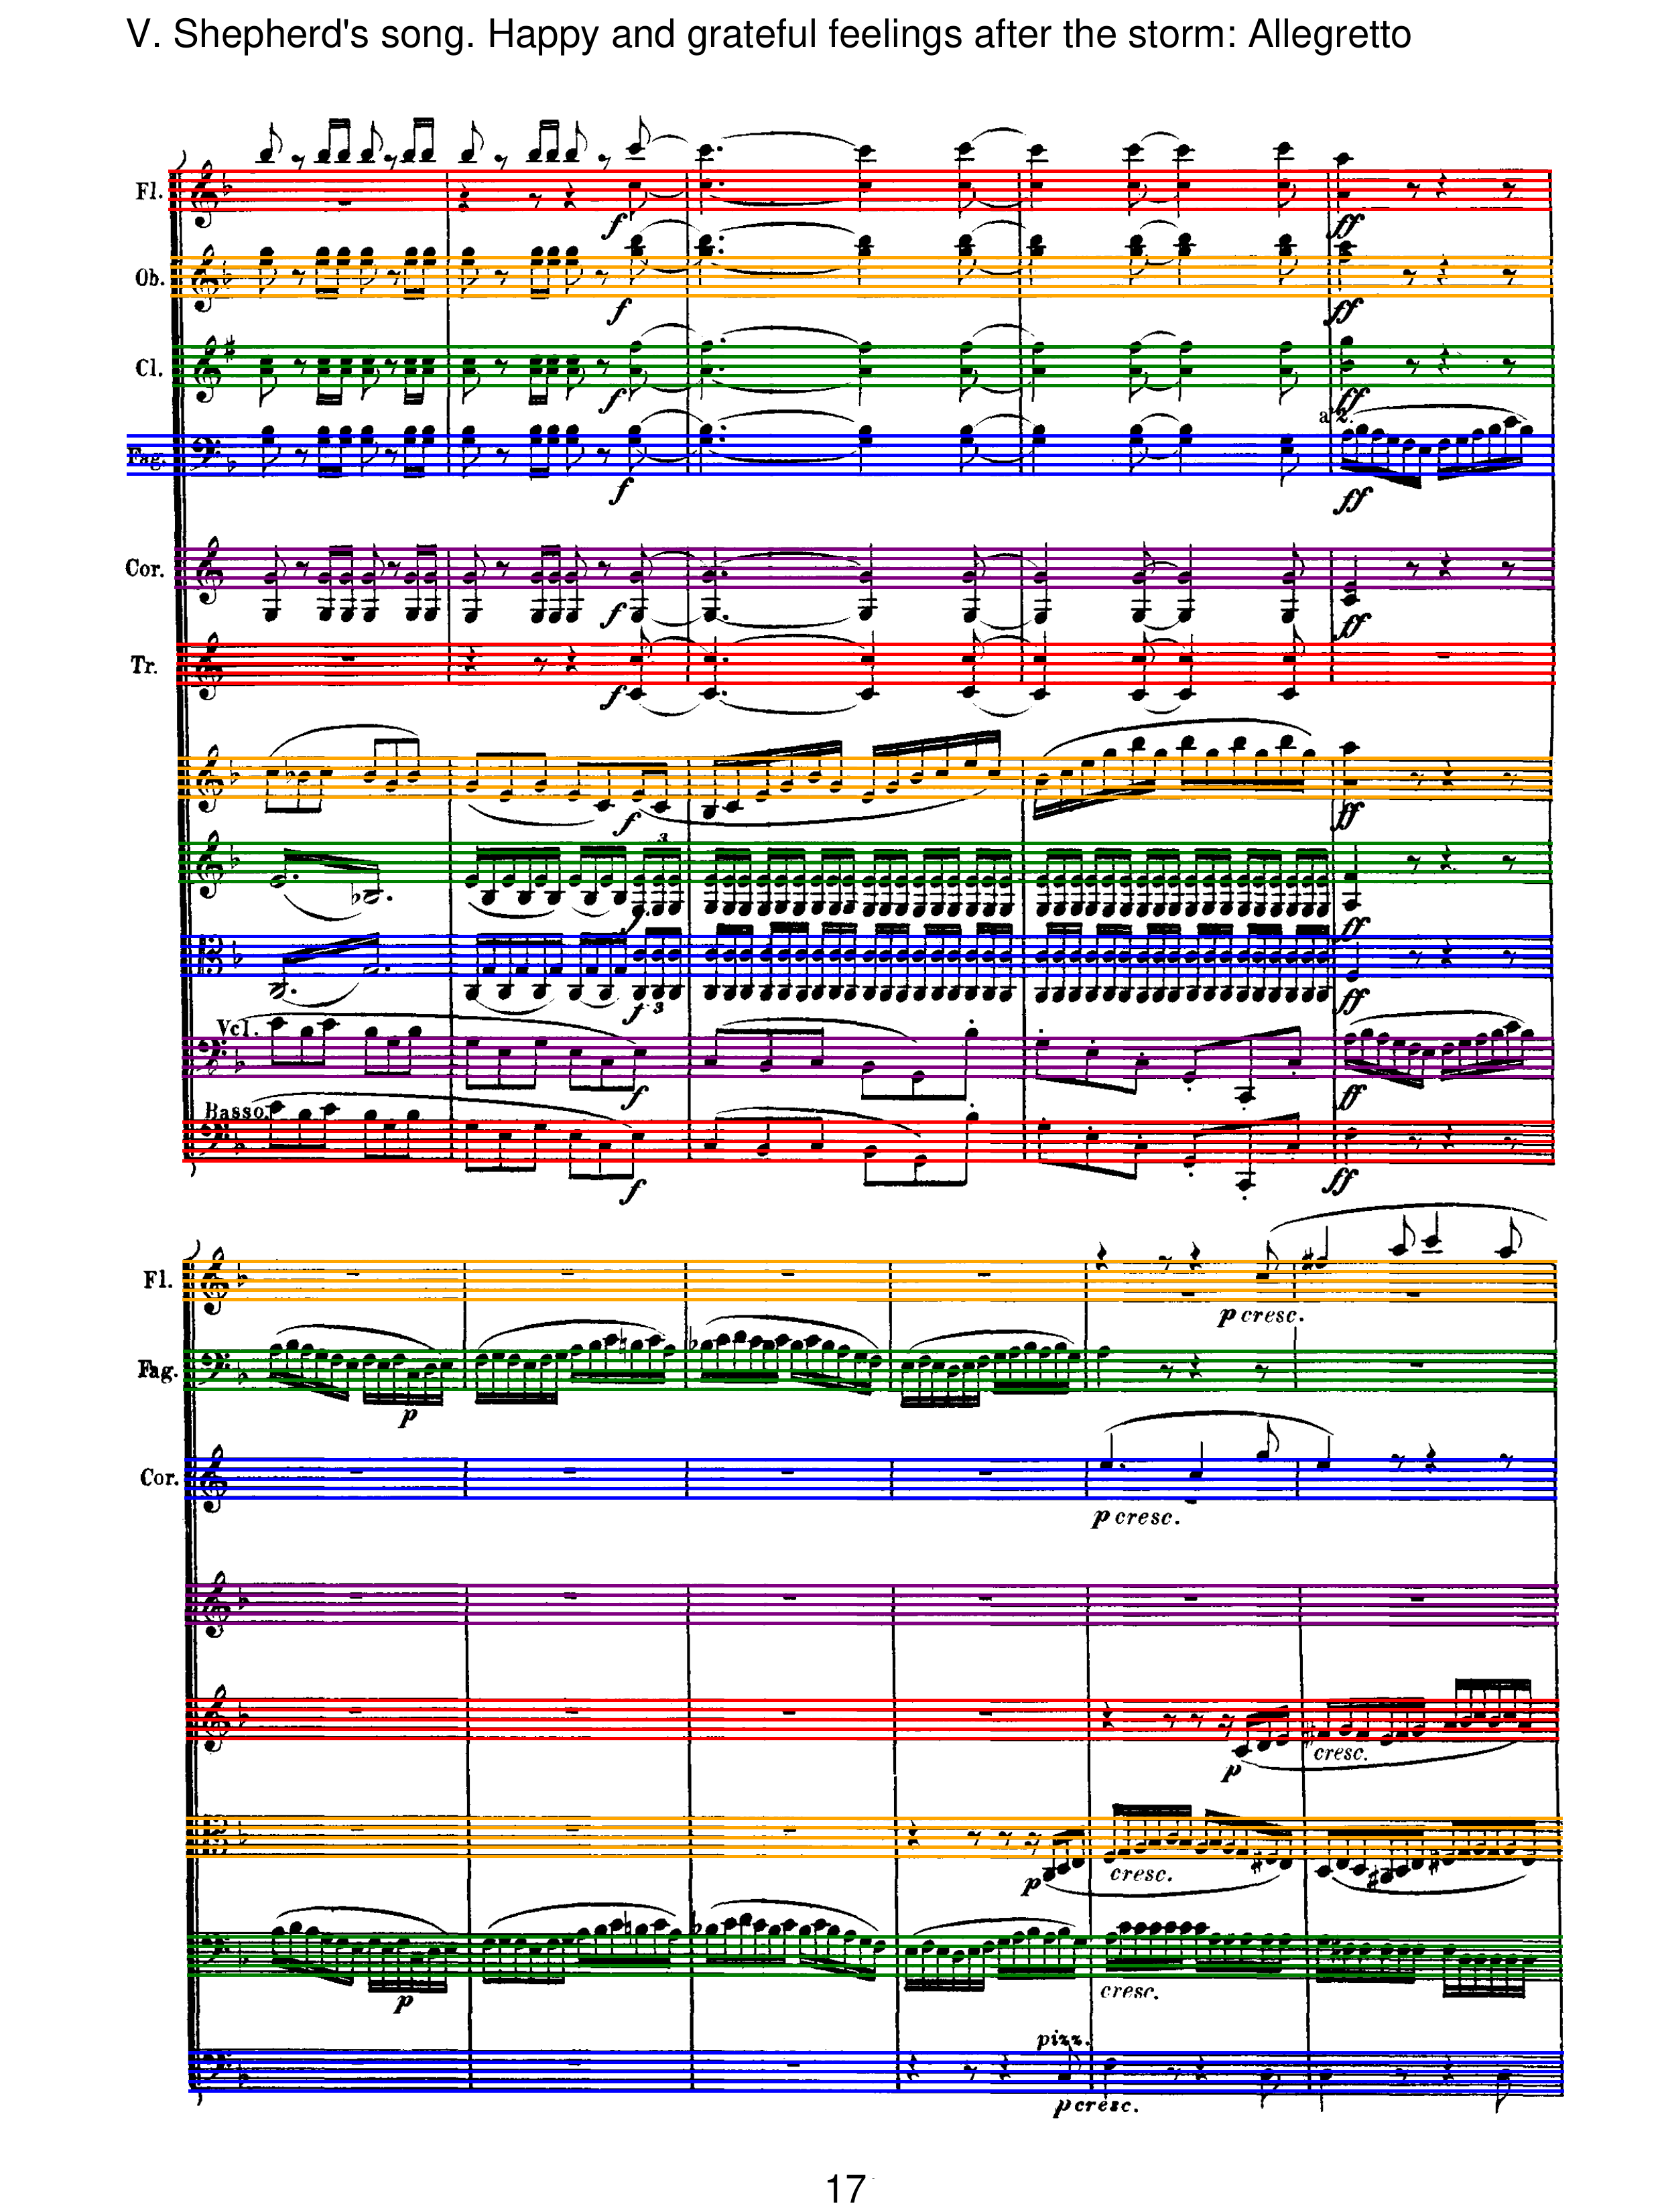 V. Shepherd's song. Happy and grateful feelings after the storm: Allegretto
Fl.
f
ff
Ob.
f
ff
Cl.
f
ff
a 2.
Fag.
f
ff
Cor.
f
ff
Tr.
f
f
ff
3
f
ff
f 3
ff
Vcl.
f
ff
Basso.
f
ff
Fl.
p cresc.
Fag.
p
Cor.
p cresc.
p
cresc.
p
cresc.
p
cresc.
pizz.
p cresc.
17